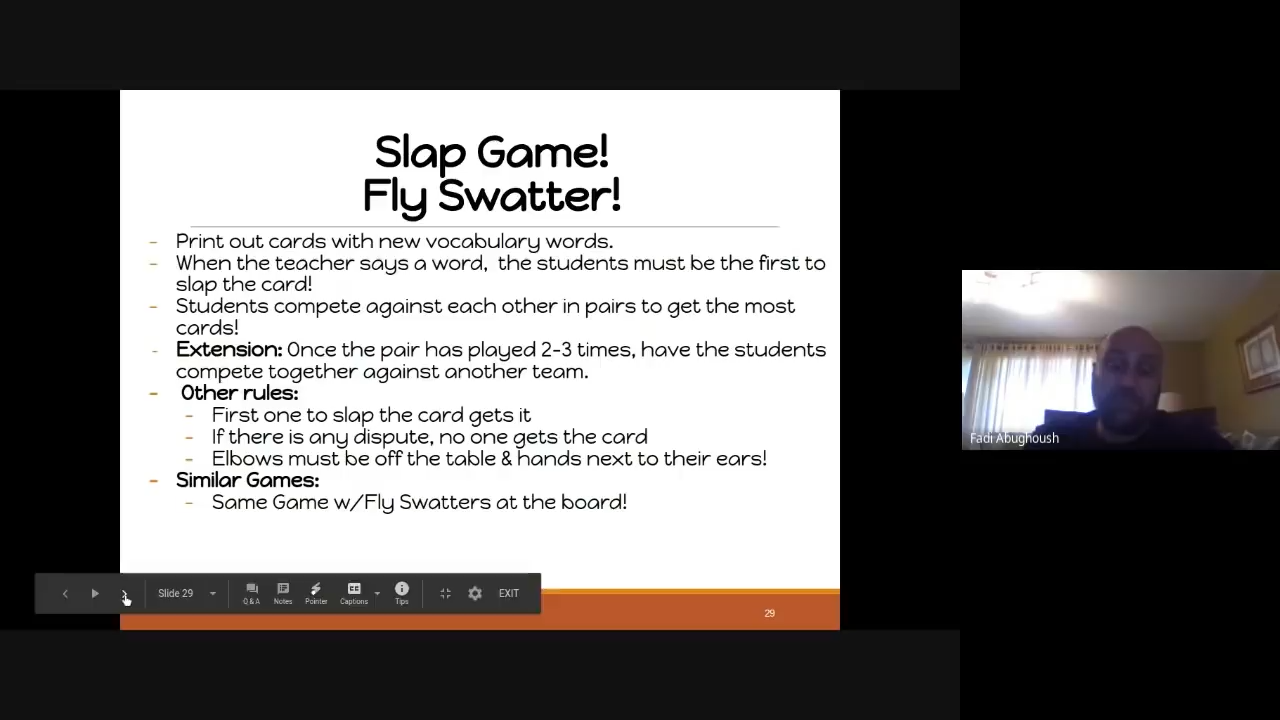 Slap Game!
Fly Swatter!
- Print out cards with new vocabulary words.
- When the teacher says a word, the students must be the first to
slap the card!
- Students compete against each other in pairs to get the most
cards!
- Extension: Once the pair has played 2-3 times, have the students
compete together against another team.
- Other rules:
- First one to slap the card gets it
- If there is any dispute, no one gets the card
- Elbows must be off the table & hands next to their ears!
- Similar Games:
- Same Game w/Fly Swatters at the board!
Slide 29
Q&A Notes Pointer Captions Tips
EXIT
29
Fadi Abughoush